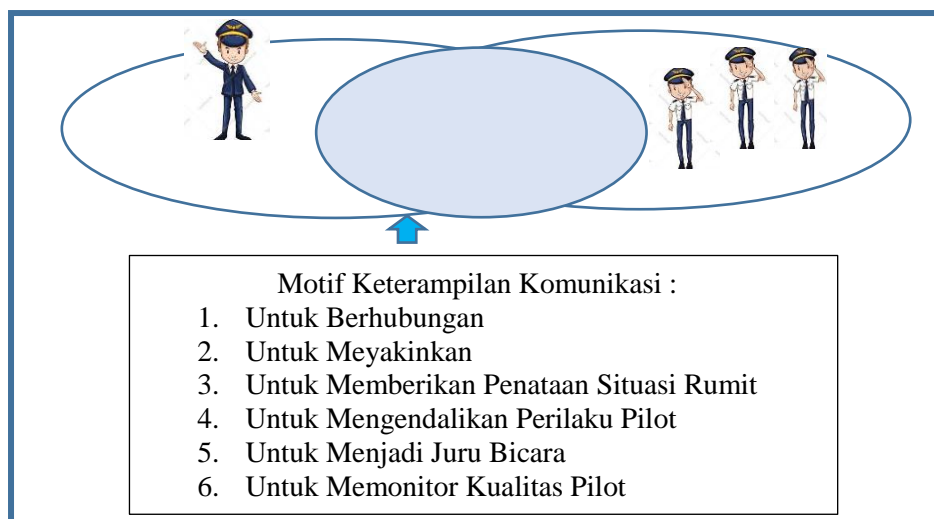 Motif Keterampilan Komunikasi :
1. Untuk Berhubungan
2. Untuk Meyakinkan
3. Untuk Memberikan Penataan Situasi Rumit
4. Untuk Mengendalikan Perilaku Pilot
5. Untuk Menjadi Juru Bicara
6. Untuk Memonitor Kualitas Pilot